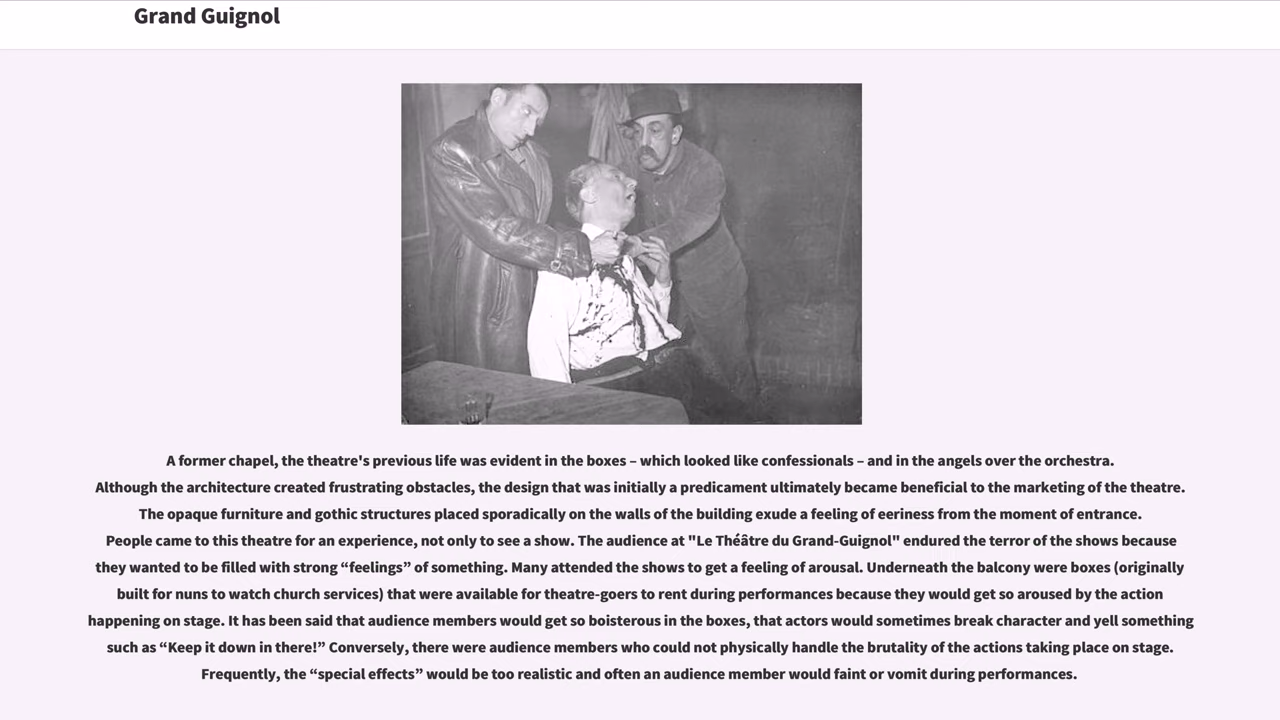 Grand Guignol
A former chapel, the theatre's previous life was evident in the boxes – which looked like confessionals – and in the angels over the orchestra.
Although the architecture created frustrating obstacles, the design that was initially a predicament ultimately became beneficial to the marketing of the theatre.
The opaque furniture and gothic structures placed sporadically on the walls of the building exude a feeling of eeriness from the moment of entrance.
People came to this theatre for an experience, not only to see a show. The audience at "Le Théâtre du Grand-Guignol" endured the terror of the shows because
they wanted to be filled with strong “feelings” of something. Many attended the shows to get a feeling of arousal. Underneath the balcony were boxes (originally
built for nuns to watch church services) that were available for theatre-goers to rent during performances because they would get so aroused by the action
happening on stage. It has been said that audience members would get so boisterous in the boxes, that actors would sometimes break character and yell something
such as “Keep it down in there!” Conversely, there were audience members who could not physically handle the brutality of the actions taking place on stage.
Frequently, the “special effects” would be too realistic and often an audience member would faint or vomit during performances.